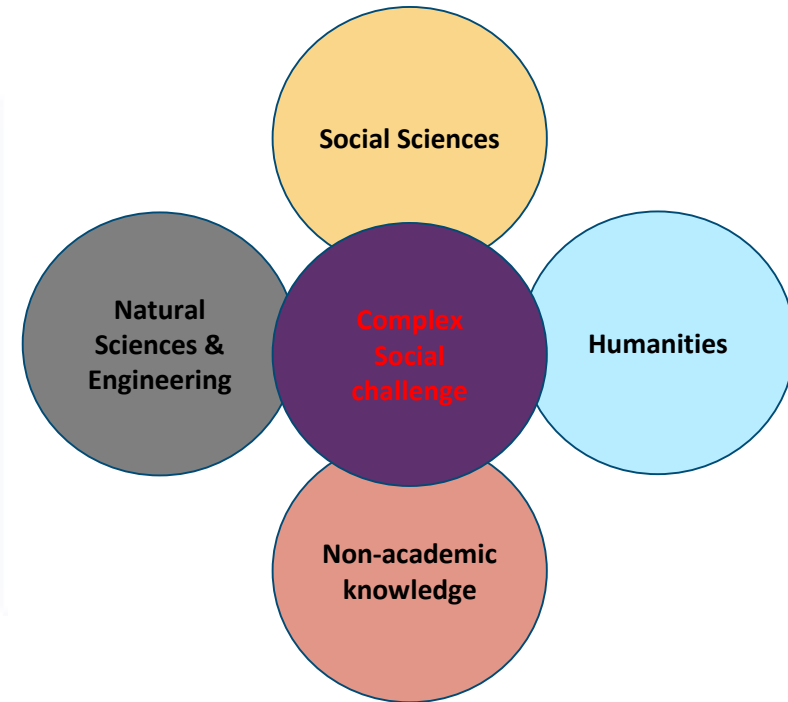 Social Sciences
Natural
Sciences &
Engineering
Complex
Social
challenge
Humanities
Non-academic
knowledge